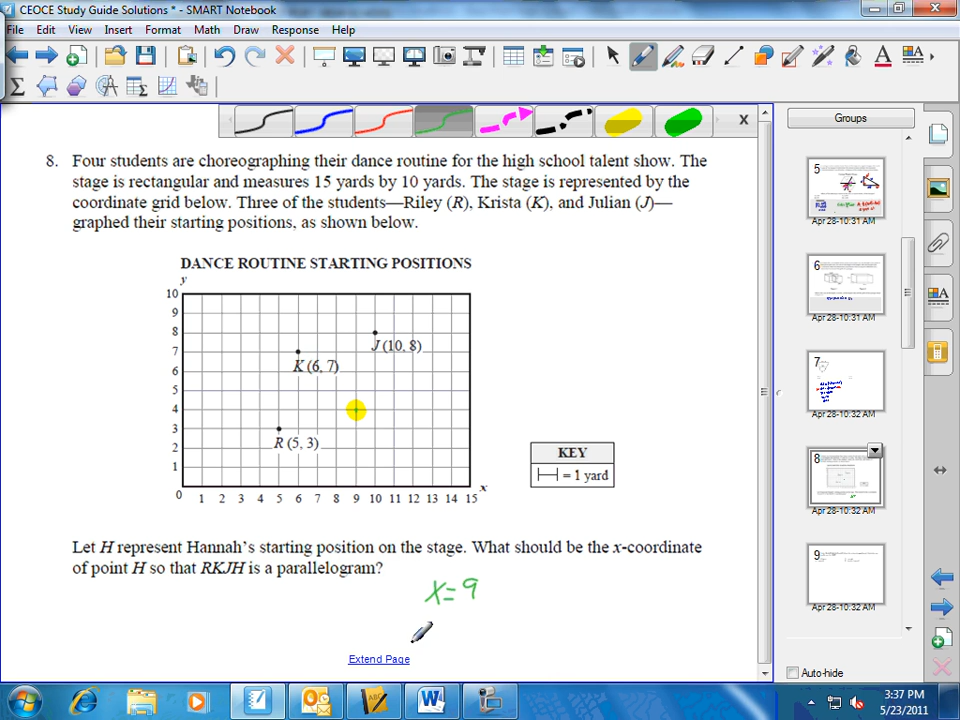 CEOCE Study Guide Solutions * - SMART Notebook
File Edit View Insert Format Math Draw Response Help
Groups
8. Four students are choreographing their dance routine for the high school talent show. The
stage is rectangular and measures 15 yards by 10 yards. The stage is represented by the
coordinate grid below. Three of the students—Riley (R), Krista (K), and Julian (J)—
graphed their starting positions, as shown below.
DANCE ROUTINE STARTING POSITIONS
y
10
9
8
7
6
5
4
3
2
1
J (10, 8)
K (6, 7)
R (5, 3)
0 1 2 3 4 5 6 7 8 9 10 11 12 13 14 15 x
KEY
= 1 yard
Let H represent Hannah's starting position on the stage. What should be the x-coordinate
of point H so that RKJH is a parallelogram?
x=9
Extend Page
5
Apr 28-10:31 AM
6
Apr 28-10:31 AM
7
Apr 28-10:32 AM
8
Apr 28-10:32 AM
9
Apr 28-10:32 AM
Auto-hide
3:37 PM
5/23/2011